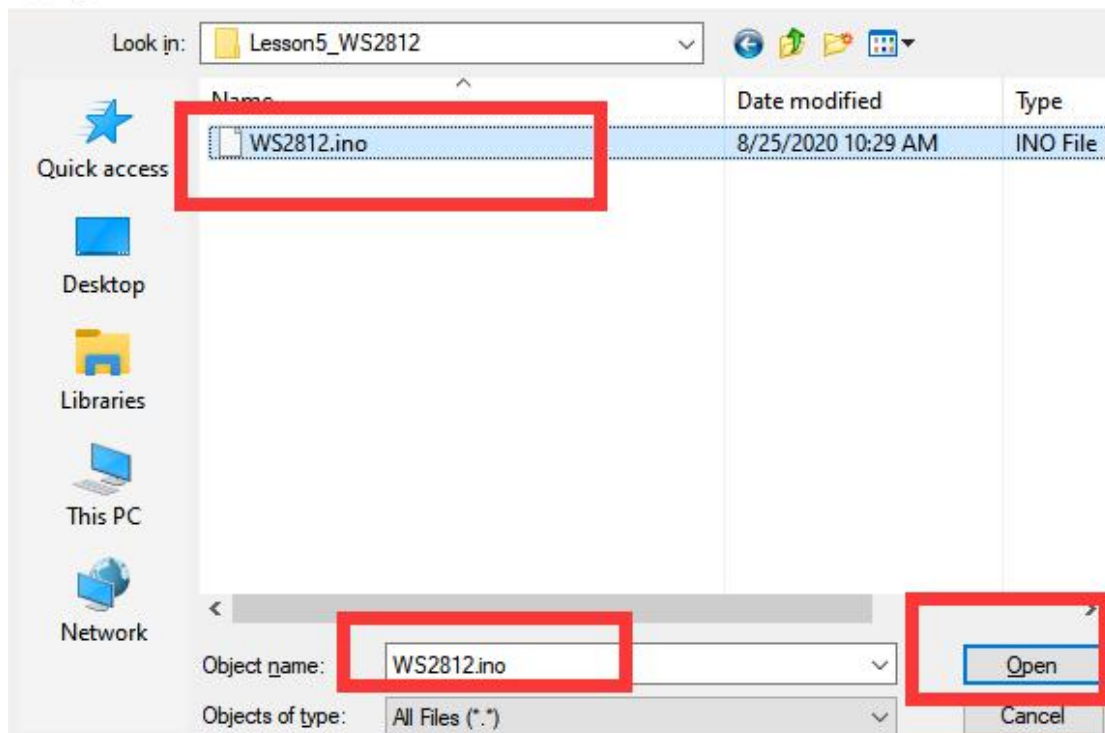 Look in: Lesson5_WS2812
Name Date modified Type
WS2812.ino 8/25/2020 10:29 AM INO File
Quick access
Desktop
Libraries
This PC
Network
Object name: WS2812.ino Open
Objects of type: All Files (*.*) Cancel